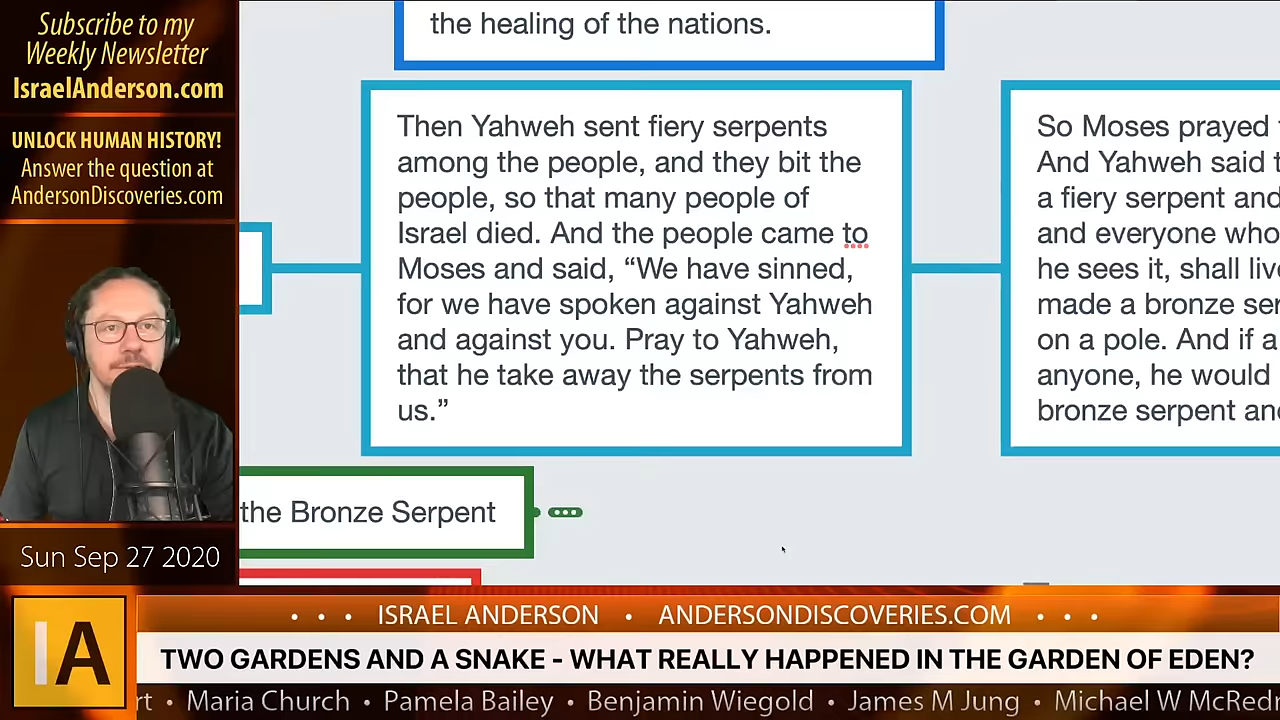 Subscribe to my
Weekly Newsletter
IsraelAnderson.com
UNLOCK HUMAN HISTORY!
Answer the question at
AndersonDiscoveries.com
the healing of the nations.
Then Yahweh sent fiery serpents
among the people, and they bit the
people, so that many people of
Israel died. And the people came to
Moses and said, “We have sinned,
for we have spoken against Yahweh
and against you. Pray to Yahweh,
that he take away the serpents from
us.”
So Moses prayed
And Yahweh said
a fiery serpent and
and everyone who
he sees it, shall
made a bronze
on a pole. And if a
anyone, he would
bronze serpent
the Bronze Serpent
Sun Sep 27 2020
IA
• • • ISRAEL ANDERSON • ANDERSONDISCOVERIES.COM • • •
TWO GARDENS AND A SNAKE - WHAT REALLY HAPPENED IN THE GARDEN OF EDEN?
• Maria Church • Pamela Bailey • Benjamin Wiegold • James M Jung • Michael W